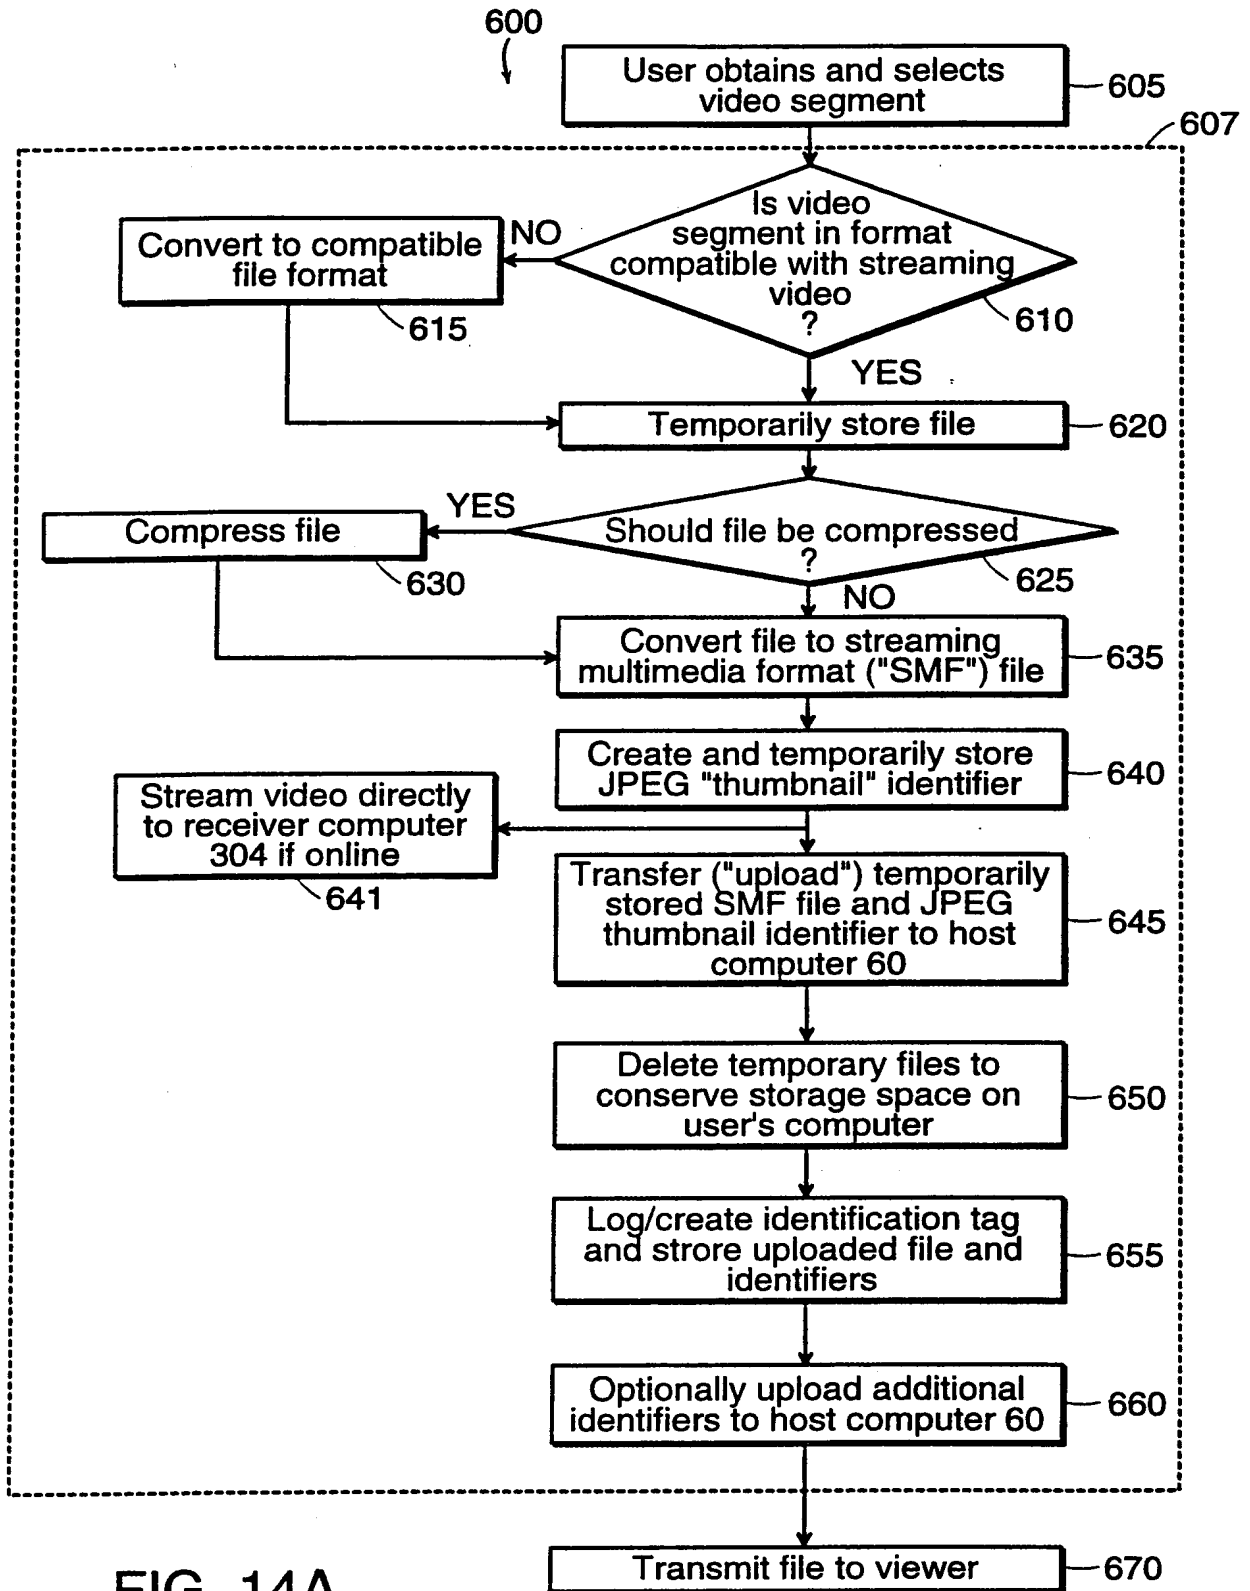 600
User obtains and selects
video segment
605
607
Is video
segment in format
compatible with streaming
video
?
610
NO
Convert to compatible
file format
615
YES
Temporarily store file
620
Should file be compressed
?
625
YES
Compress file
630
NO
Convert file to streaming
multimedia format ("SMF") file
635
Create and temporarily store
JPEG "thumbnail" identifier
640
Stream video directly
to receiver computer
304 if online
641
Transfer ("upload") temporarily
stored SMF file and JPEG
thumbnail identifier to host
computer 60
645
Delete temporary files to
conserve storage space on
user's computer
650
Log/create identification tag
and strore uploaded file and
identifiers
655
Optionally upload additional
identifiers to host computer 60
660
Transmit file to viewer
670
FIG. 14A